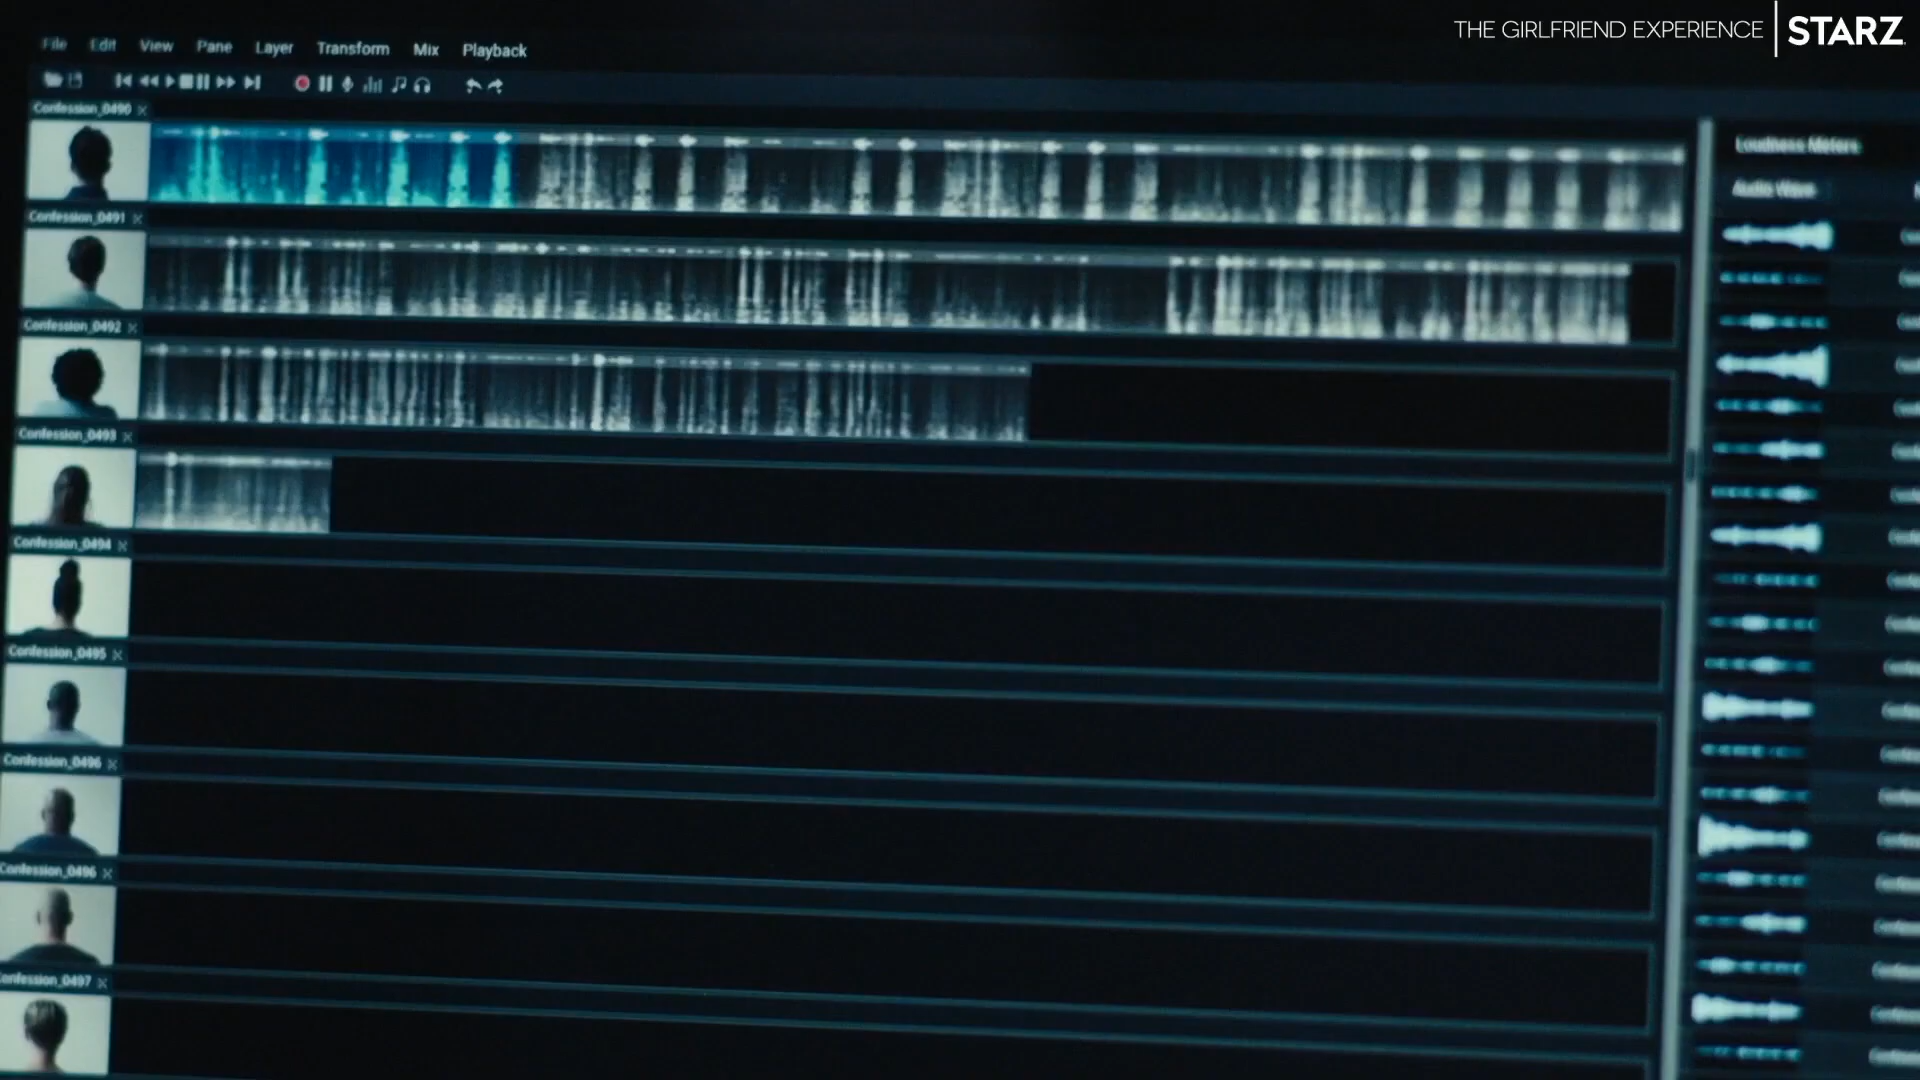 THE GIRLFRIEND EXPERIENCE STARZ
File Edit View Pane Layer Transform Mix Playback
Confession_0490 X
Loudness Meters
Audio Wave
Confession_0491 X
Confession_0492 X
Confession_0493 X
Confession_0494 X
Confession_0495 X
Confession_0496 X
Confession_0496 X
Confession_0497 X